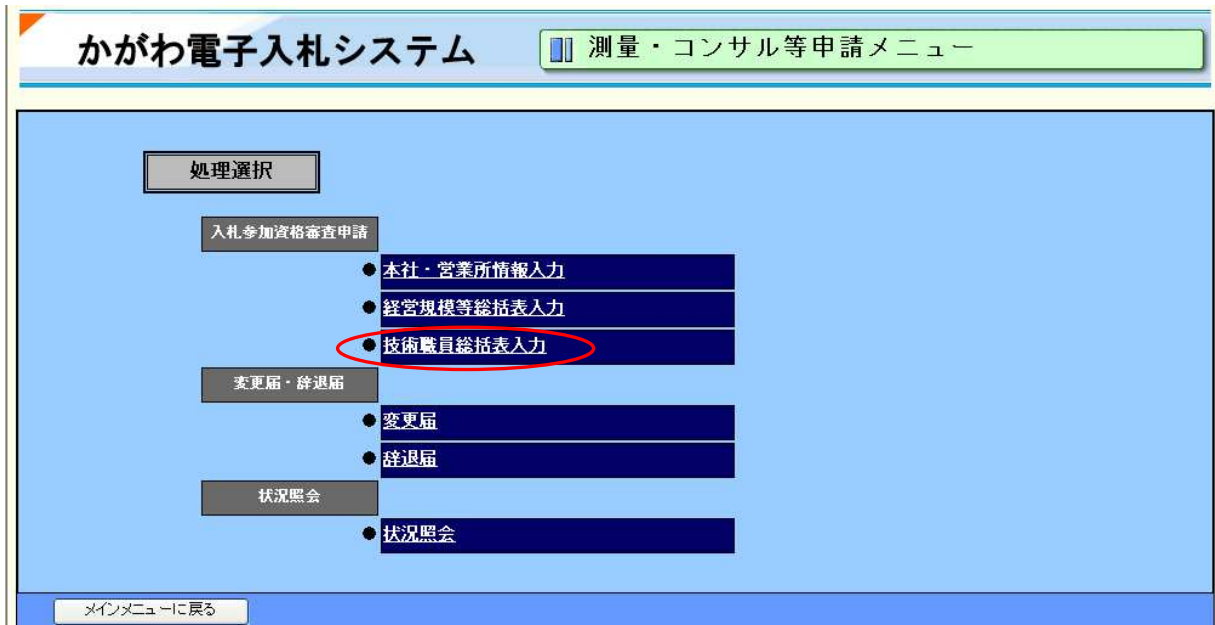 かがわ電子入札システム
測量・コンサル等申請メニュー
処理選択
入札参加資格審査申請
● 本社・営業所情報入力
● 経営規模等総括表入力
● 技術職員総括表入力
変更届・辞退届
● 変更届
● 辞退届
状況照会
● 状況照会
メインメニューに戻る